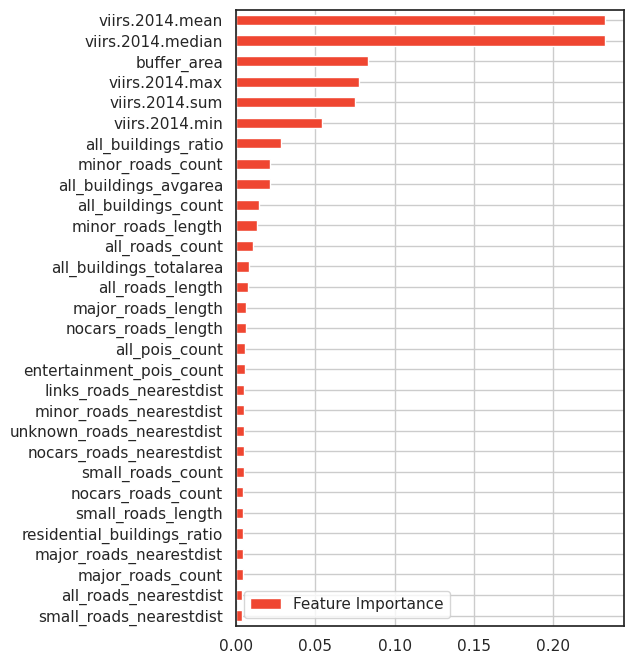 viirs.2014.mean
viirs.2014.median
buffer_area
viirs.2014.max
viirs.2014.sum
viirs.2014.min
all_buildings_ratio
minor_roads_count
all_buildings_avgarea
all_buildings_count
minor_roads_length
all_roads_count
all_buildings_totalarea
all_roads_length
major_roads_length
nocars_roads_length
all_pois_count
entertainment_pois_count
links_roads_nearestdist
minor_roads_nearestdist
unknown_roads_nearestdist
nocars_roads_nearestdist
small_roads_count
nocars_roads_count
small_roads_length
residential_buildings_ratio
major_roads_nearestdist
major_roads_count
all_roads_nearestdist
small_roads_nearestdist
Feature Importance
0.00 0.05 0.10 0.15 0.20